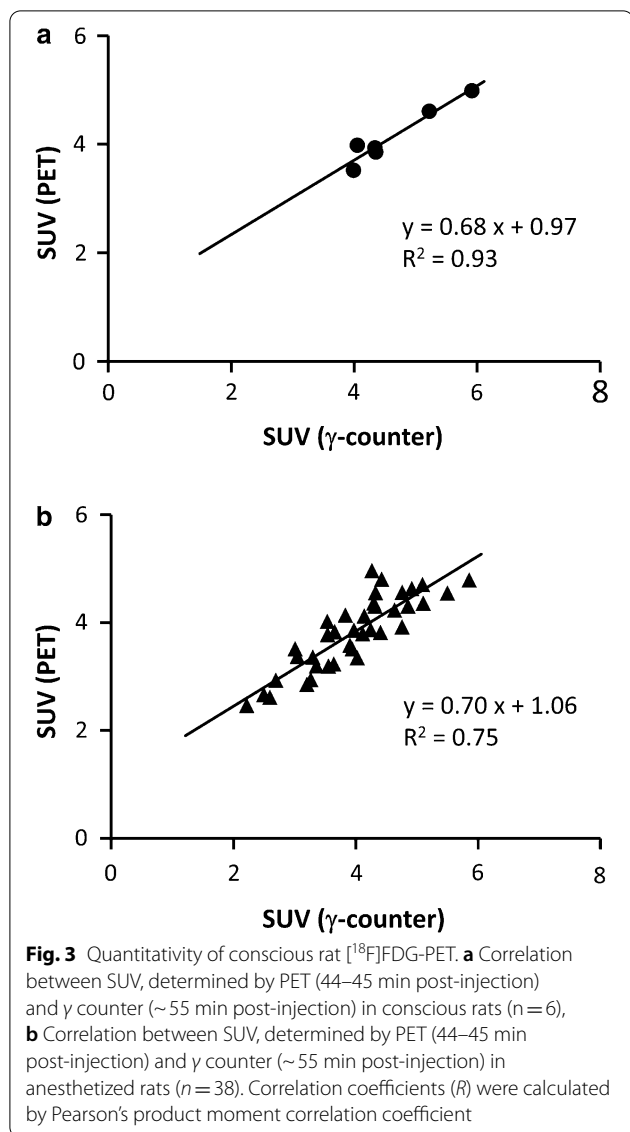 a
6
4
2
0
SUV (PET)
y = 0.68 x + 0.97
R² = 0.93
0 2 4 6 8
SUV (γ-counter)
b
6
4
2
0
SUV (PET)
y = 0.70 x + 1.06
R² = 0.75
0 2 4 6 8
SUV (γ-counter)
Fig. 3 Quantitativity of conscious rat [¹⁸F]FDG-PET. a Correlation
between SUV, determined by PET (44–45 min post-injection)
and γ counter (~ 55 min post-injection) in conscious rats (n = 6),
b Correlation between SUV, determined by PET (44–45 min
post-injection) and γ counter (~ 55 min post-injection) in
anesthetized rats (n = 38). Correlation coefficients (R) were calculated
by Pearson's product moment correlation coefficient